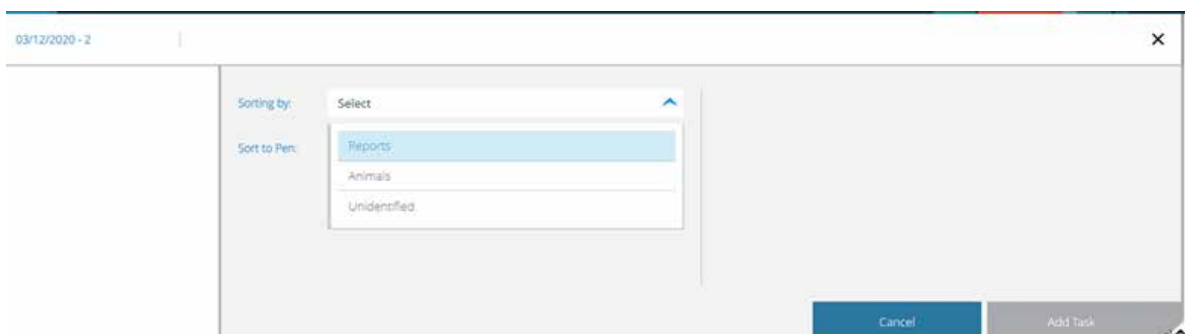 03/12/2020 - 2
Sorting by: Select
Sort to Pen: Reports
Animals
Unidentified
Cancel Add Task